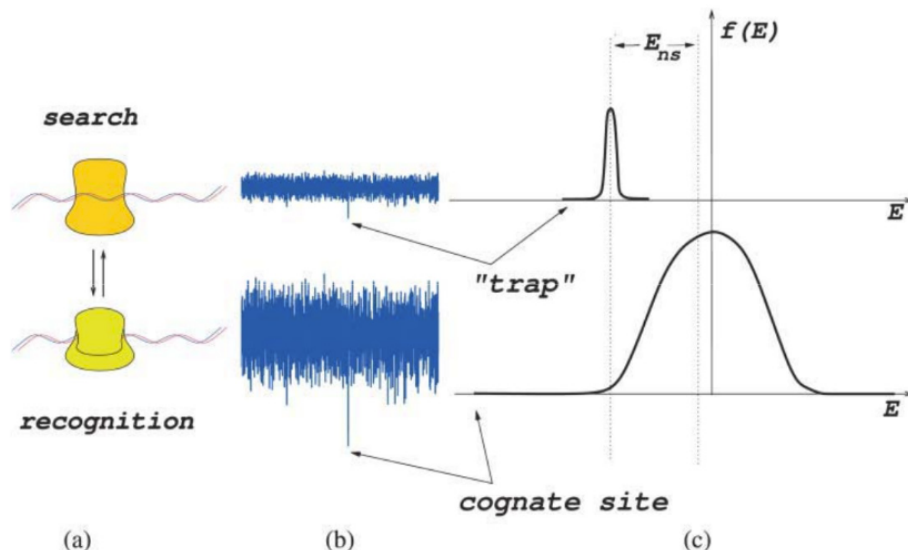 search
recognition
"trap"
cognate site
E_ns
f(E)
E
E
(a)
(b)
(c)